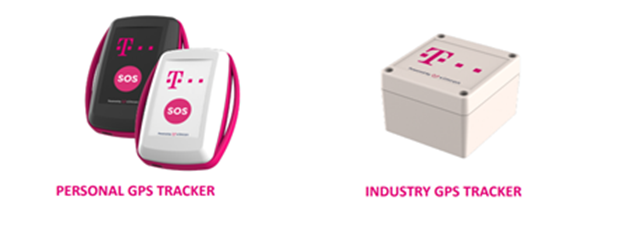 SOS
SOS
PERSONAL GPS TRACKER
INDUSTRY GPS TRACKER